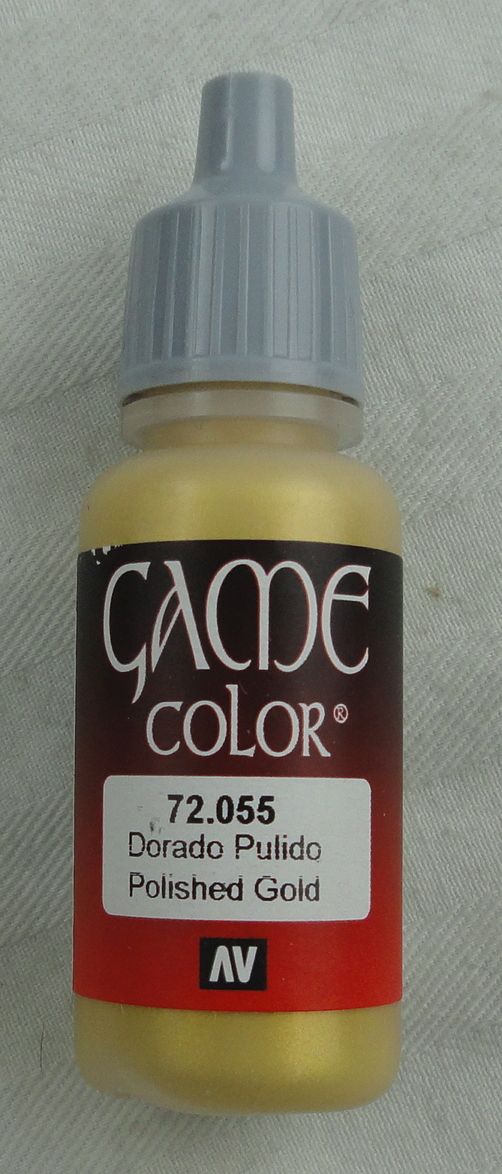 GAME
COLOR®
72.055
Dorado Pulido
Polished Gold
AV